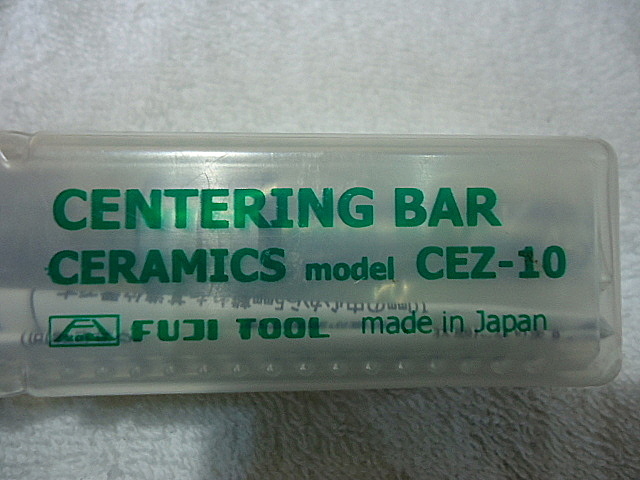 CENTERING BAR
CERAMICS model CEZ-10
FUJI TOOL made in Japan